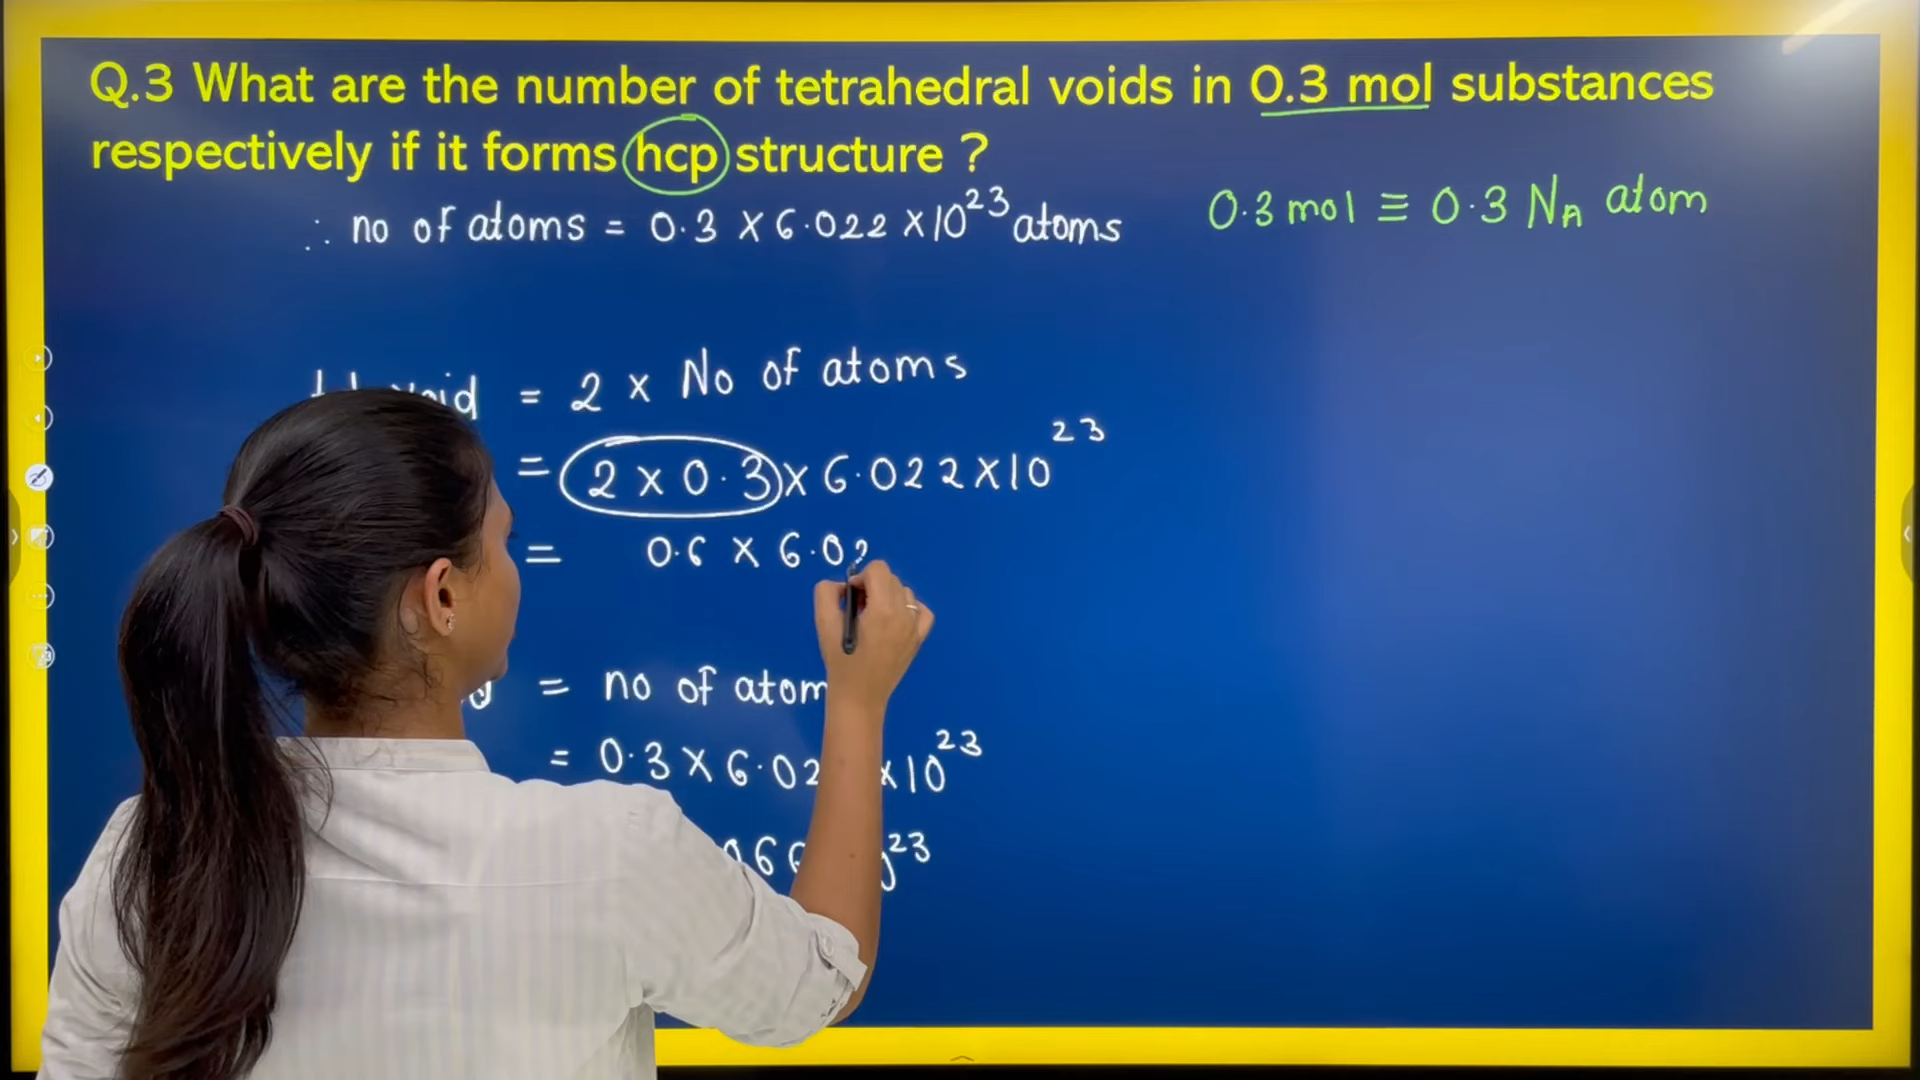 Q.3 What are the number of tetrahedral voids in 0.3 mol substances
respectively if it forms hcp structure ?
0.3 mol ≡ 0.3 N_A atom
∴ no of atoms = 0.3 × 6.022 × 10²³ atoms
= 2 × No of atoms
= 2 × 0.3 × 6.022 × 10²³
= 0.6 × 6.02
= no of atom
= 0.3 × 6.02 × 10²³